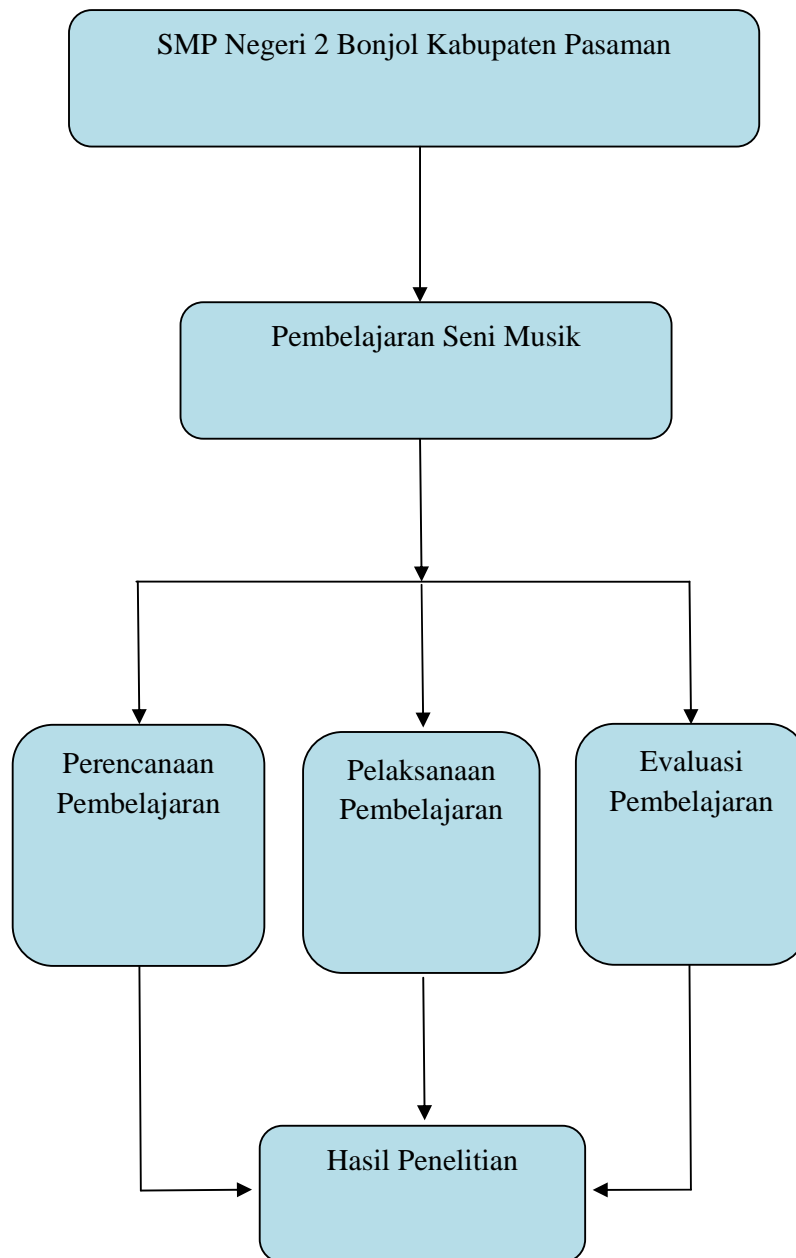 SMP Negeri 2 Bonjol Kabupaten Pasaman
Pembelajaran Seni Musik
Perencanaan
Pembelajaran
Pelaksanaan
Pembelajaran
Evaluasi
Pembelajaran
Hasil Penelitian